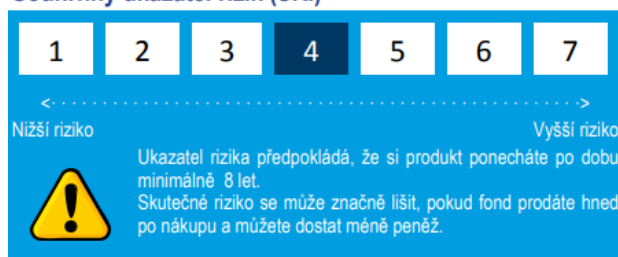 1 2 3 4 5 6 7
Nižší riziko Vyšší riziko
Ukazatel rizika předpokládá, že si produkt ponecháte po dobu
minimálně 8 let.
Skutečné riziko se může značně lišit, pokud fond prodáte hned
po nákupu a můžete dostat méně peněž.